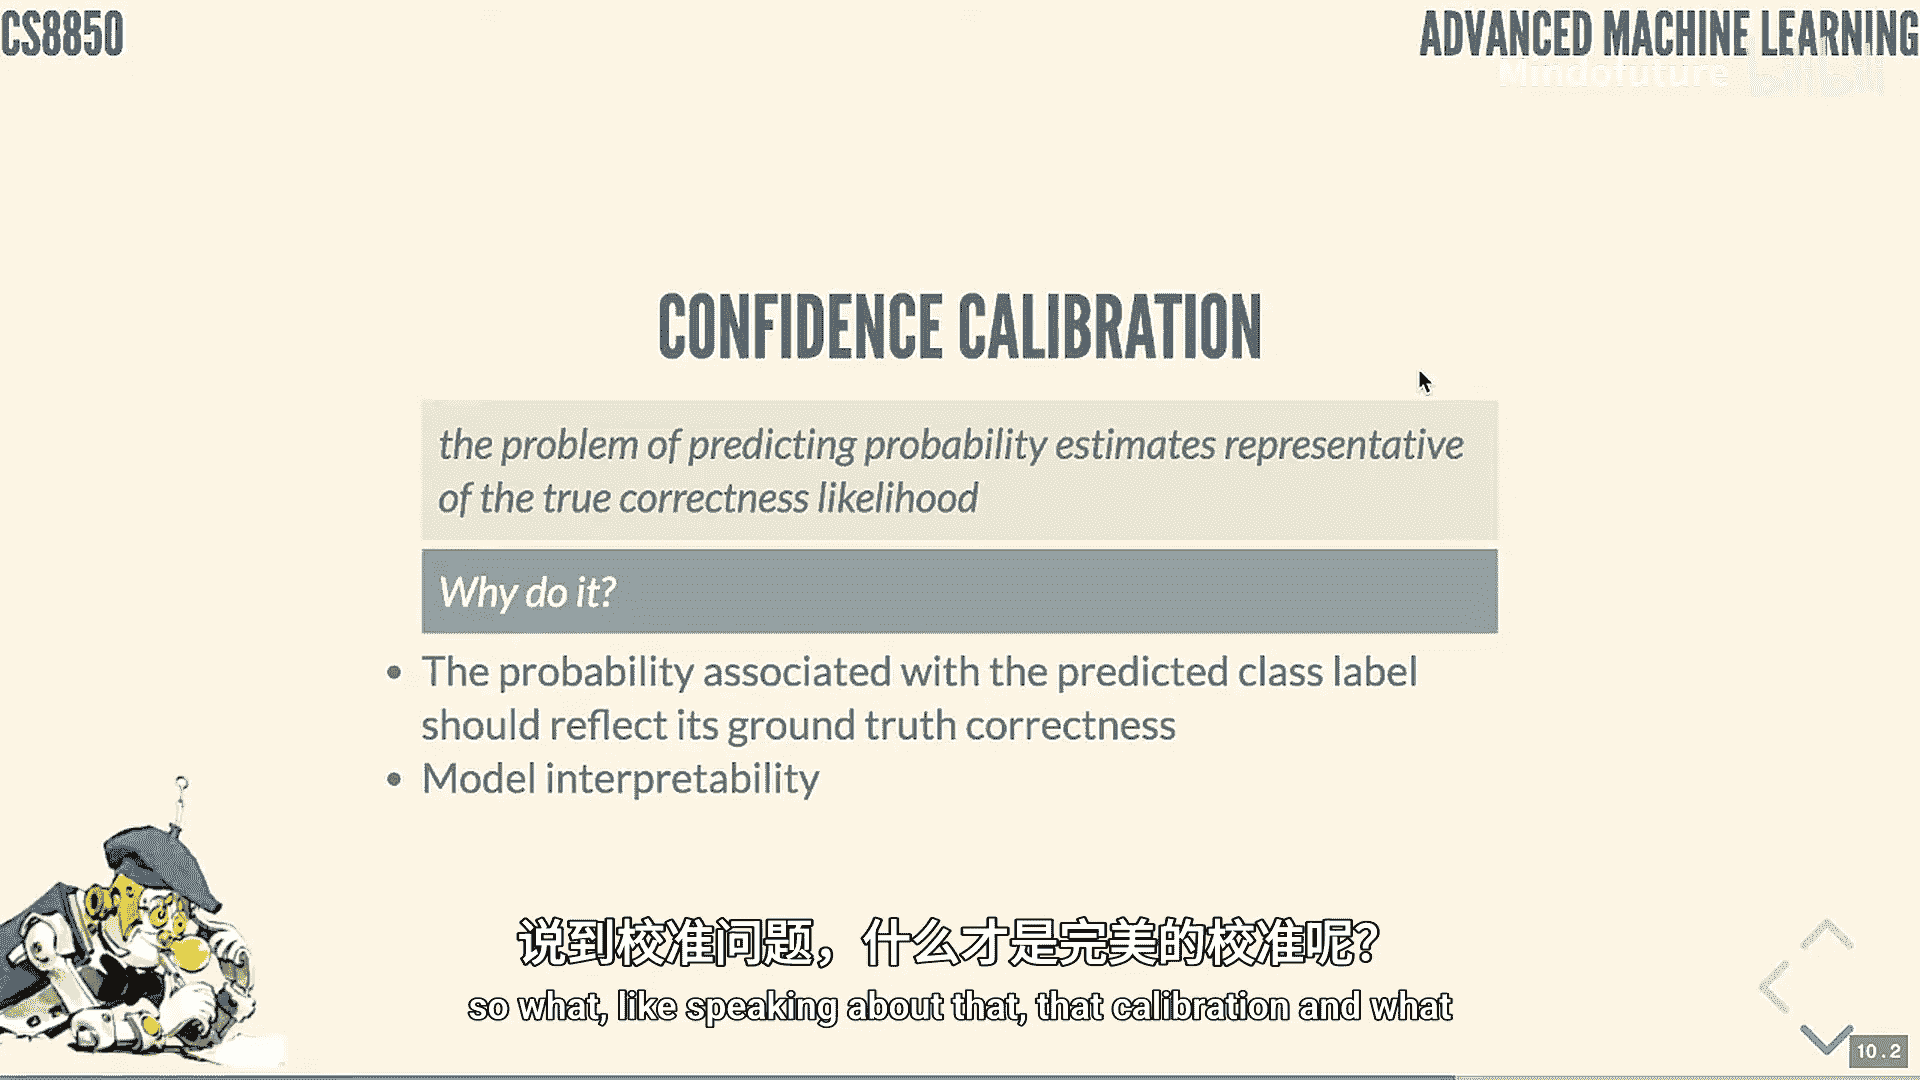 CS8850
ADVANCED MACHINE LEARNING
Mindofuture
bilibili
CONFIDENCE CALIBRATION
the problem of predicting probability estimates representative
of the true correctness likelihood
Why do it?
• The probability associated with the predicted class label
should reflect its ground truth correctness
• Model interpretability
说到校准问题，什么才是完美的校准呢？
so what, like speaking about that, that calibration and what
10.2